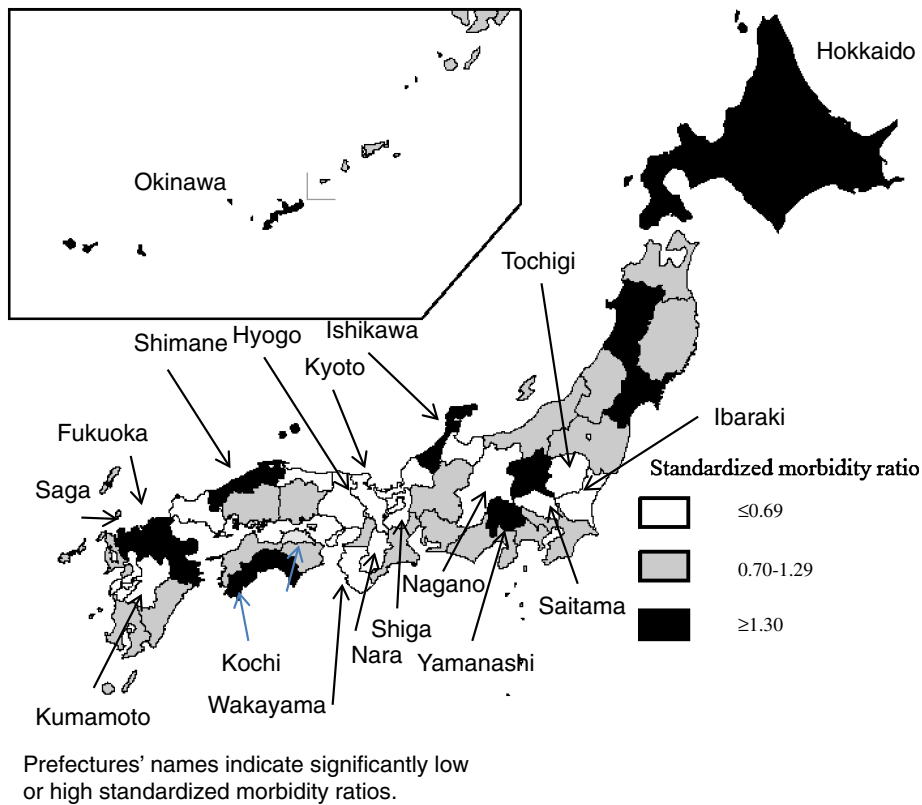 Hokkaido
Okinawa
Tochigi
Shimane
Hyogo
Ishikawa
Kyoto
Ibaraki
Fukuoka
Standardized morbidity ratio
Saga
≤0.69
0.70-1.29
Nagano
Saitama
≥1.30
Shiga
Kochi
Nara
Yamanashi
Wakayama
Kumamoto
Prefectures' names indicate significantly low
or high standardized morbidity ratios.